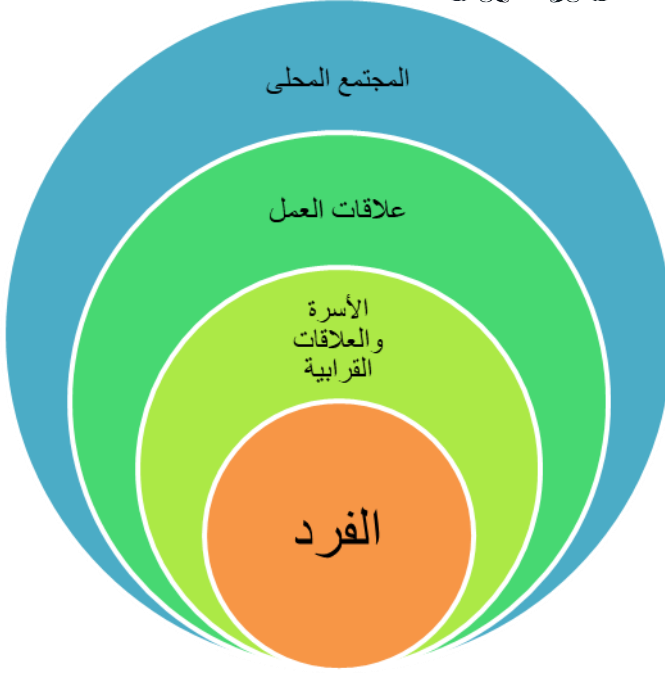 المجتمع المحلى
علاقات العمل
الأسرة
والعلاقات
القرابية
الفرد